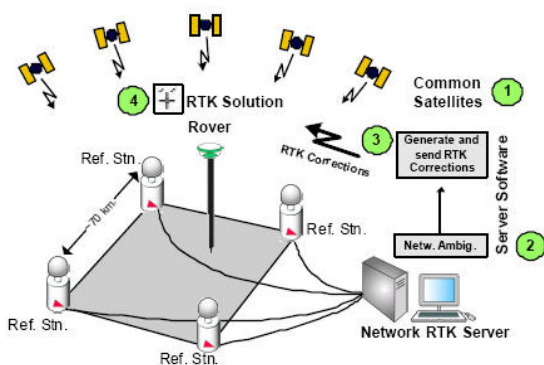 Common
Satellites
1
4
RTK Solution
Rover
3
RTK Corrections
Generate and
send RTK
Corrections
Server Software
Ref. Stn.
~70 km.
Ref. Stn.
Netw. Ambig.
2
Ref. Stn.
Ref. Stn.
Network RTK Server